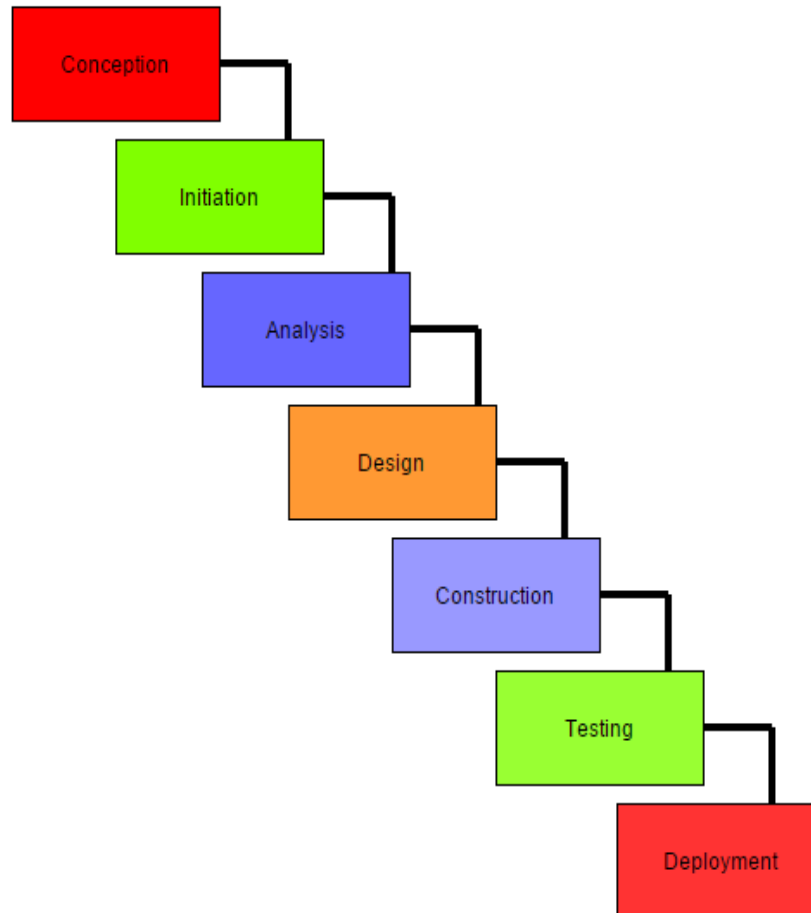 Conception
Initiation
Analysis
Design
Construction
Testing
Deployment